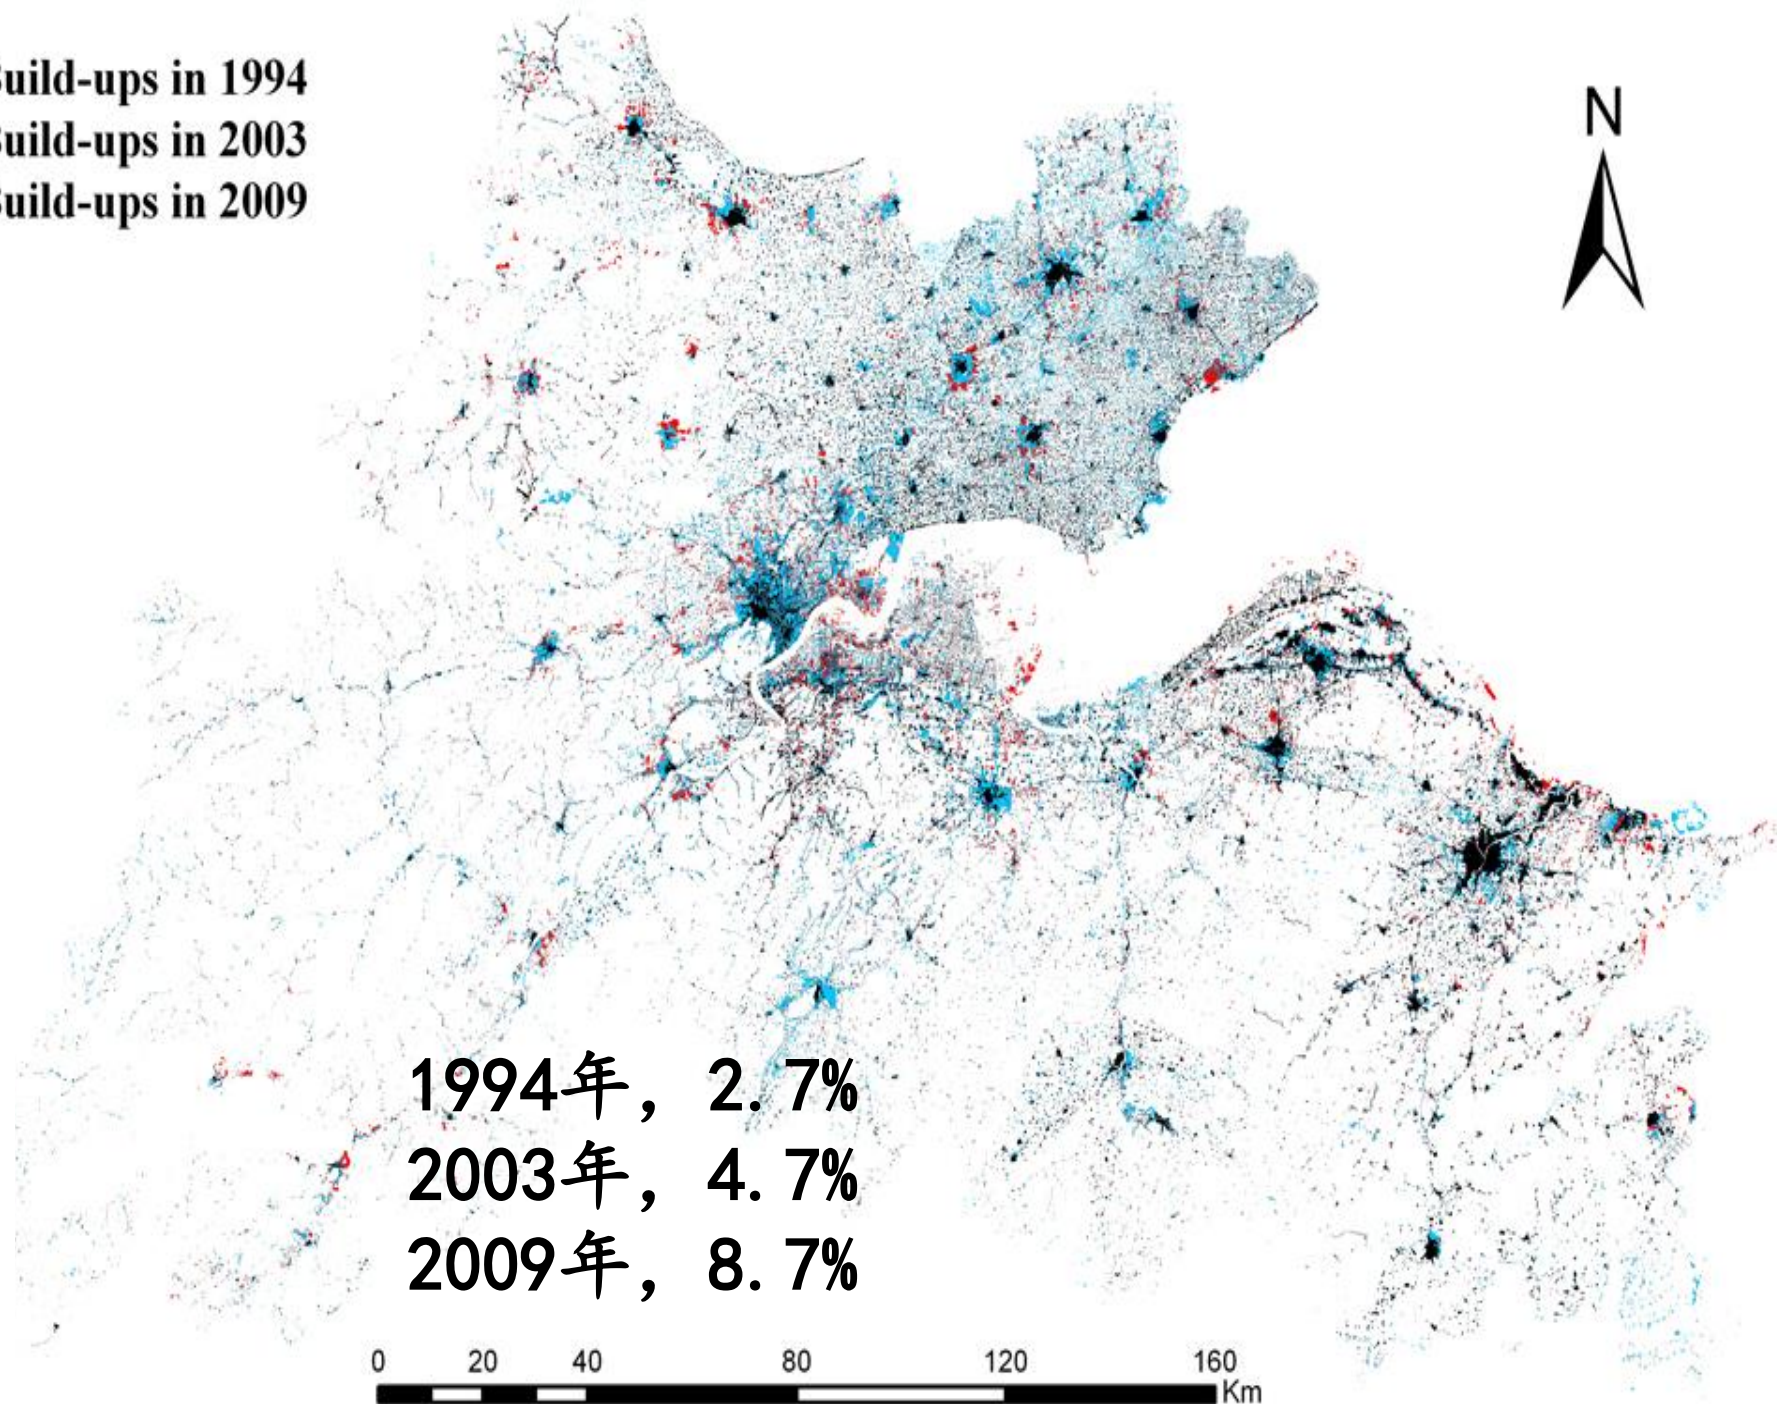 uild-ups in 1994
uild-ups in 2003
uild-ups in 2009
N
1994年, 2.7%
2003年, 4.7%
2009年, 8.7%
0 20 40 80 120 160
Km